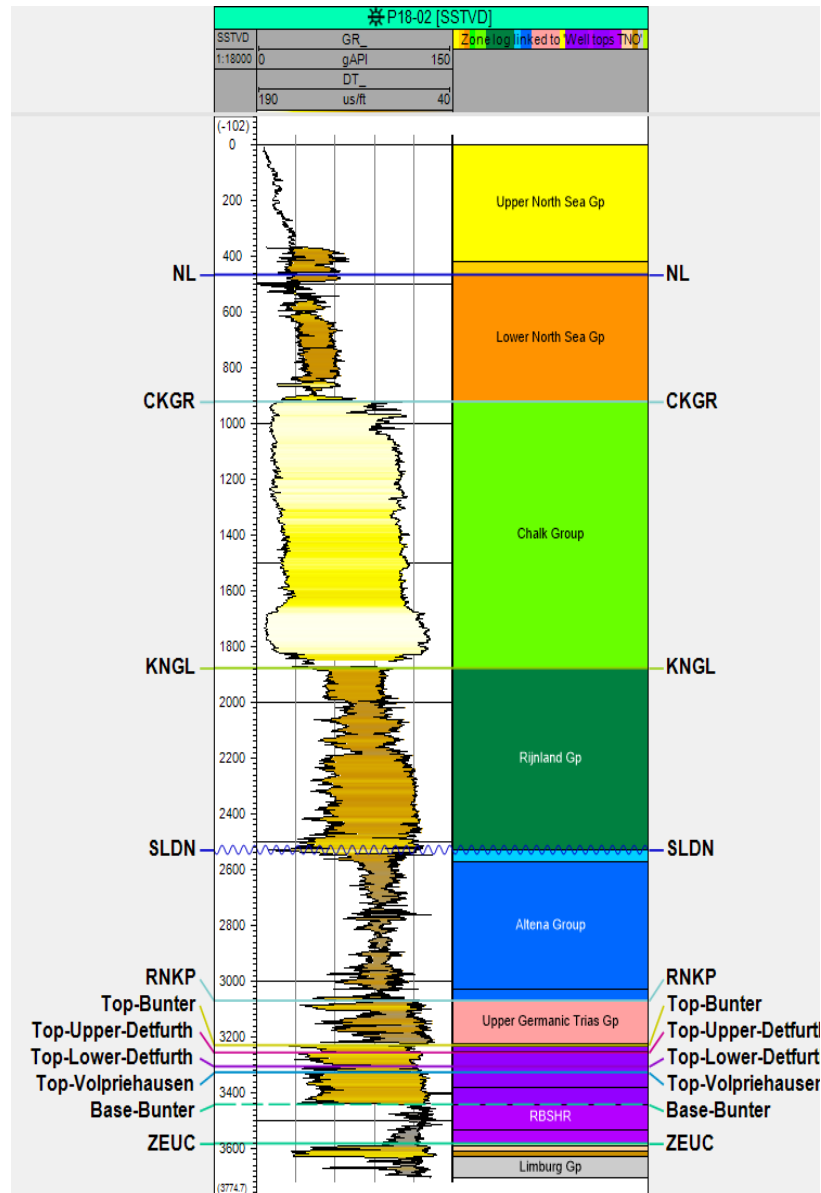 P18-02 [SSTVD]
SSTVD GR_ Zone log linked to 'Well tops TNO'
1:18000 0 gAPI 150
DT_
190 us/ft 40
(-102)
0
200
Upper North Sea Gp
400
NL NL
600
Lower North Sea Gp
800
CKGR CKGR
1000
1200
1400
Chalk Group
1600
1800
KNGL KNGL
2000
2200
Rijnland Gp
2400
SLDN SLDN
2600
2800
Altena Group
3000
RNKP RNKP
Top-Bunter Top-Bunter
Upper Germanic Trias Gp
Top-Upper-Detfurth Top-Upper-Detfurth
3200
Top-Lower-Detfurth Top-Lower-Detfurt
Top-Volpriehausen Top-Volpriehausen
3400
Base-Bunter Base-Bunter
RBSHR
ZEUC ZEUC
3600
Limburg Gp
(3774.7)